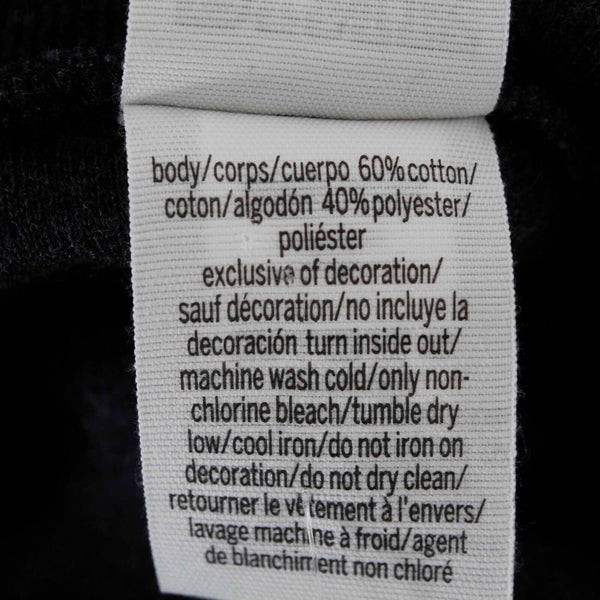 body/corps/cuerpo 60%cotton/
coton/algodón 40%polyester/
poliéster
exclusive of decoration/
sauf décoration/no incluye la
decoración turn inside out/
machine wash cold/only non-
chlorine bleach/tumble dry
low/cool iron/do not iron on
decoration/do not dry clean/
retourner le vêtement à l'envers/
lavage machine à froid/agent
de blanchiment non chloré